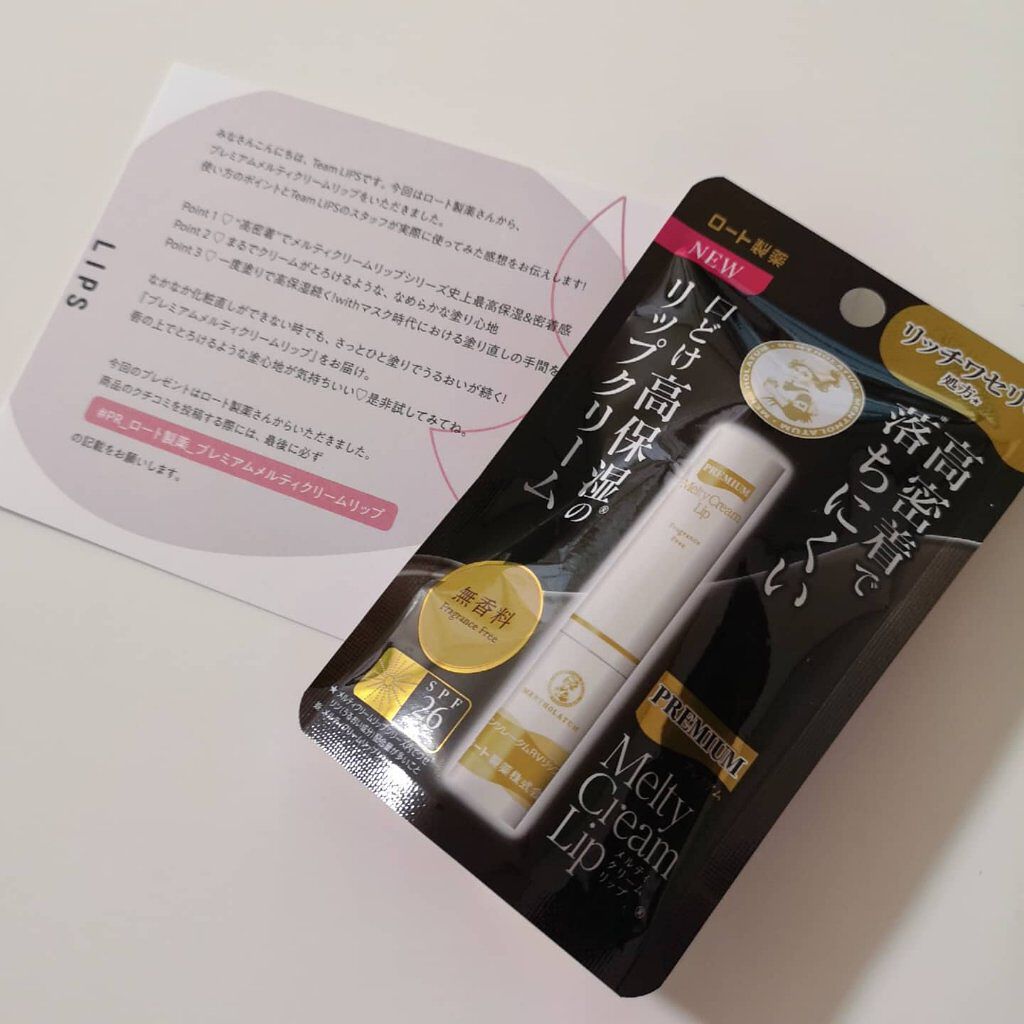 LIPS
みなさんこんにちは、Team LIPSです。今回はロート製薬さんから、
プレミアムメルティクリームリップをいただきました。
使い方のポイントとTeam LIPSのスタッフが実際に使ってみた感想をお伝えします!
Point 1 ♡ "高密着"でメルティクリームリップシリーズ史上最高保湿&密着感
Point 2 ♡ まるでクリームがとろけるような、なめらかな塗り心地
Point 3 ♡ 一度塗りで高保湿続く!withマスク時代における塗り直しの手間を
なかなか化粧直しができない時でも、さっとひと塗りでうるおいが続く!
『プレミアムメルティクリームリップ』をお届け。
唇の上でとろけるような塗心地が気持ちいい♡是非試してみてね。
今回のプレゼントはロート製薬さんからいただきました。
商品のクチコミを投稿する際には、最後に必ず
#PR_ロート製薬_プレミアムメルティクリームリップ
の記載をお願いします。
ロート製薬
NEW
口どけ高保湿®の
リップクリーム
リッチワセリ
処方
高密着で
落ちにくい
MENTHOLATUM
PREMIUM
Melty Cream
Lip
Fragrance
Free
無香料
Fragrance Free
SPF
26
MENTHOLATUM
ート製薬株式会
PREMIUM
Melty
Cream
Lip
メルティ
クリーム
リップ®